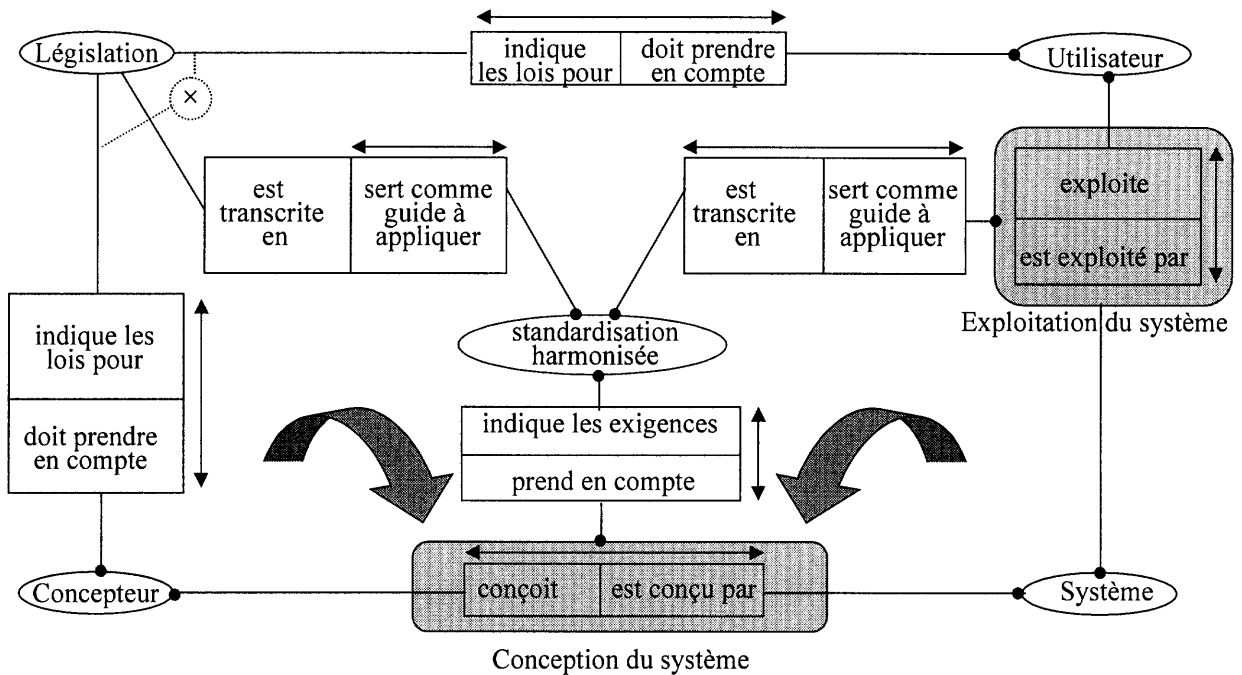 Législation
indique
les lois pour
doit prendre
en compte
Utilisateur
×
est
transcrite
en
sert comme
guide à
appliquer
est
transcrite
en
sert comme
guide à
appliquer
exploite
est exploité par
Exploitation du système
indique les
lois pour
doit prendre
en compte
standardisation
harmonisée
indique les exigences
prend en compte
Concepteur
conçoit
est conçu par
Système
Conception du système